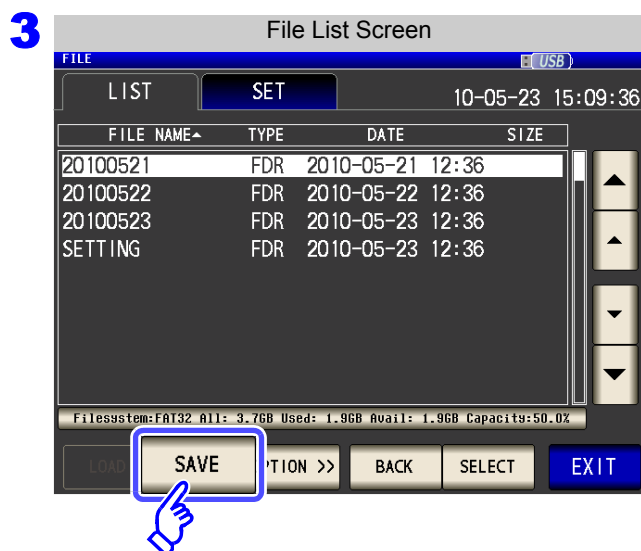 3
File List Screen
FILE USB
LIST SET 10-05-23 15:09:36
FILE NAME▲ TYPE DATE SIZE
20100521 FDR 2010-05-21 12:36
20100522 FDR 2010-05-22 12:36
20100523 FDR 2010-05-23 12:36
SETTING FDR 2010-05-23 12:36
Filesystem:FAT32 All: 3.7GB Used: 1.9GB Avail: 1.9GB Capacity:50.0%
LOAD SAVE PTION >> BACK SELECT EXIT